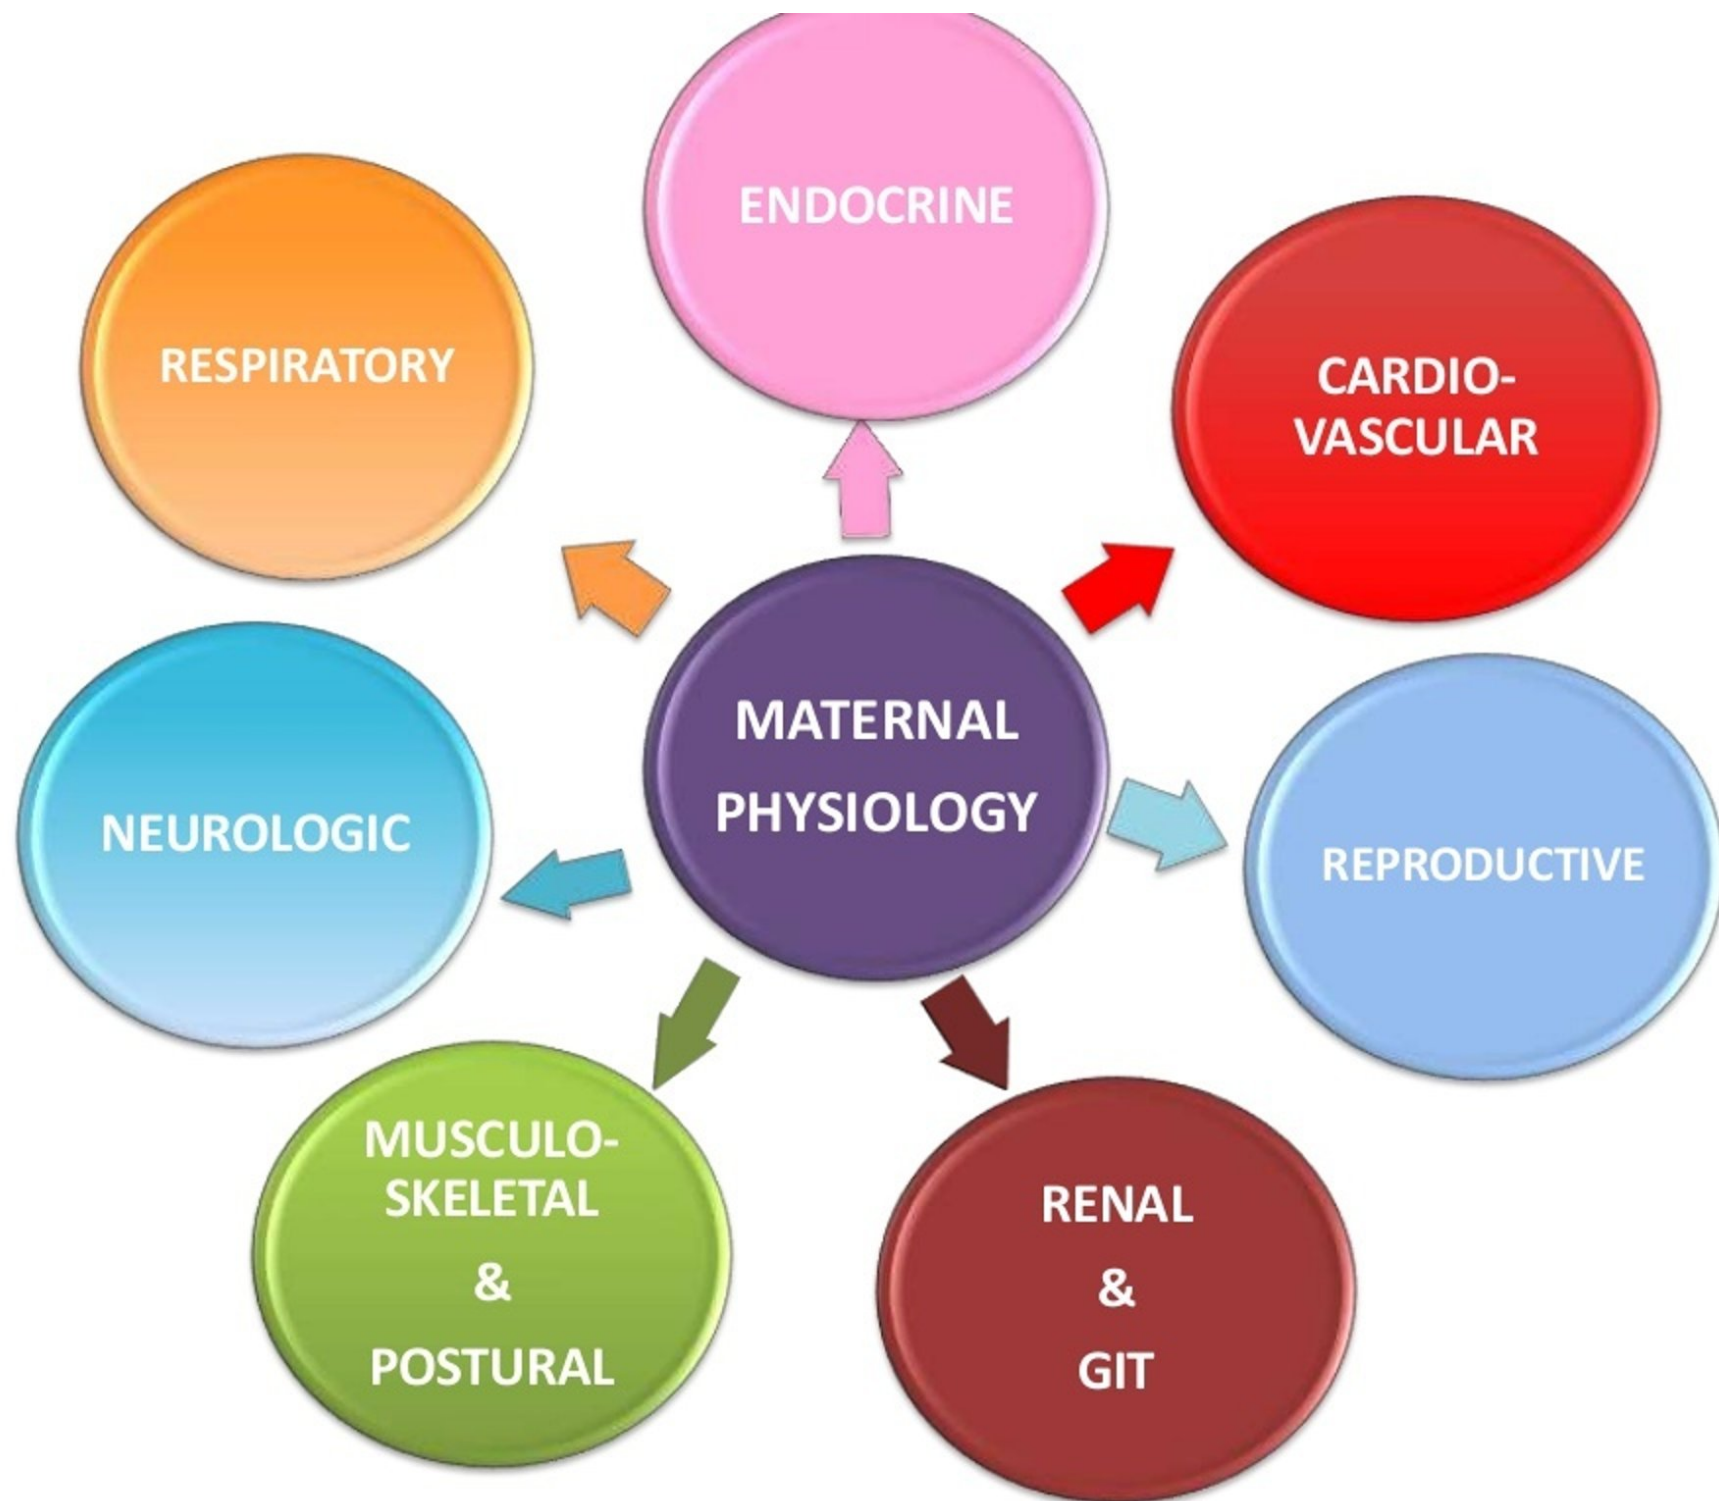 ENDOCRINE
RESPIRATORY
CARDIO-
VASCULAR
MATERNAL
PHYSIOLOGY
NEUROLOGIC
REPRODUCTIVE
MUSCULO-
SKELETAL
&
POSTURAL
RENAL
&
GIT